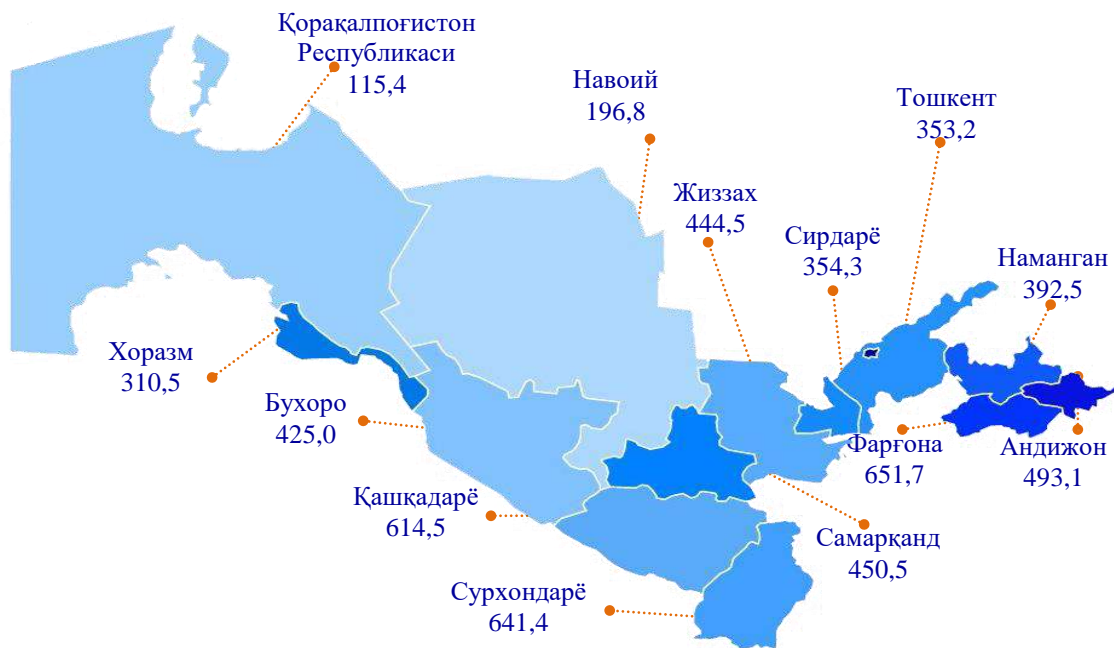 Қорақалпоғистон
Республикаси
115,4
Навоий
196,8
Тошкент
353,2
Жиззах
444,5
Сирдарё
354,3
Наманган
392,5
Хоразм
310,5
Бухоро
425,0
Фарғона
651,7
Андижон
493,1
Қашқадарё
614,5
Самарқанд
450,5
Сурхондарё
641,4